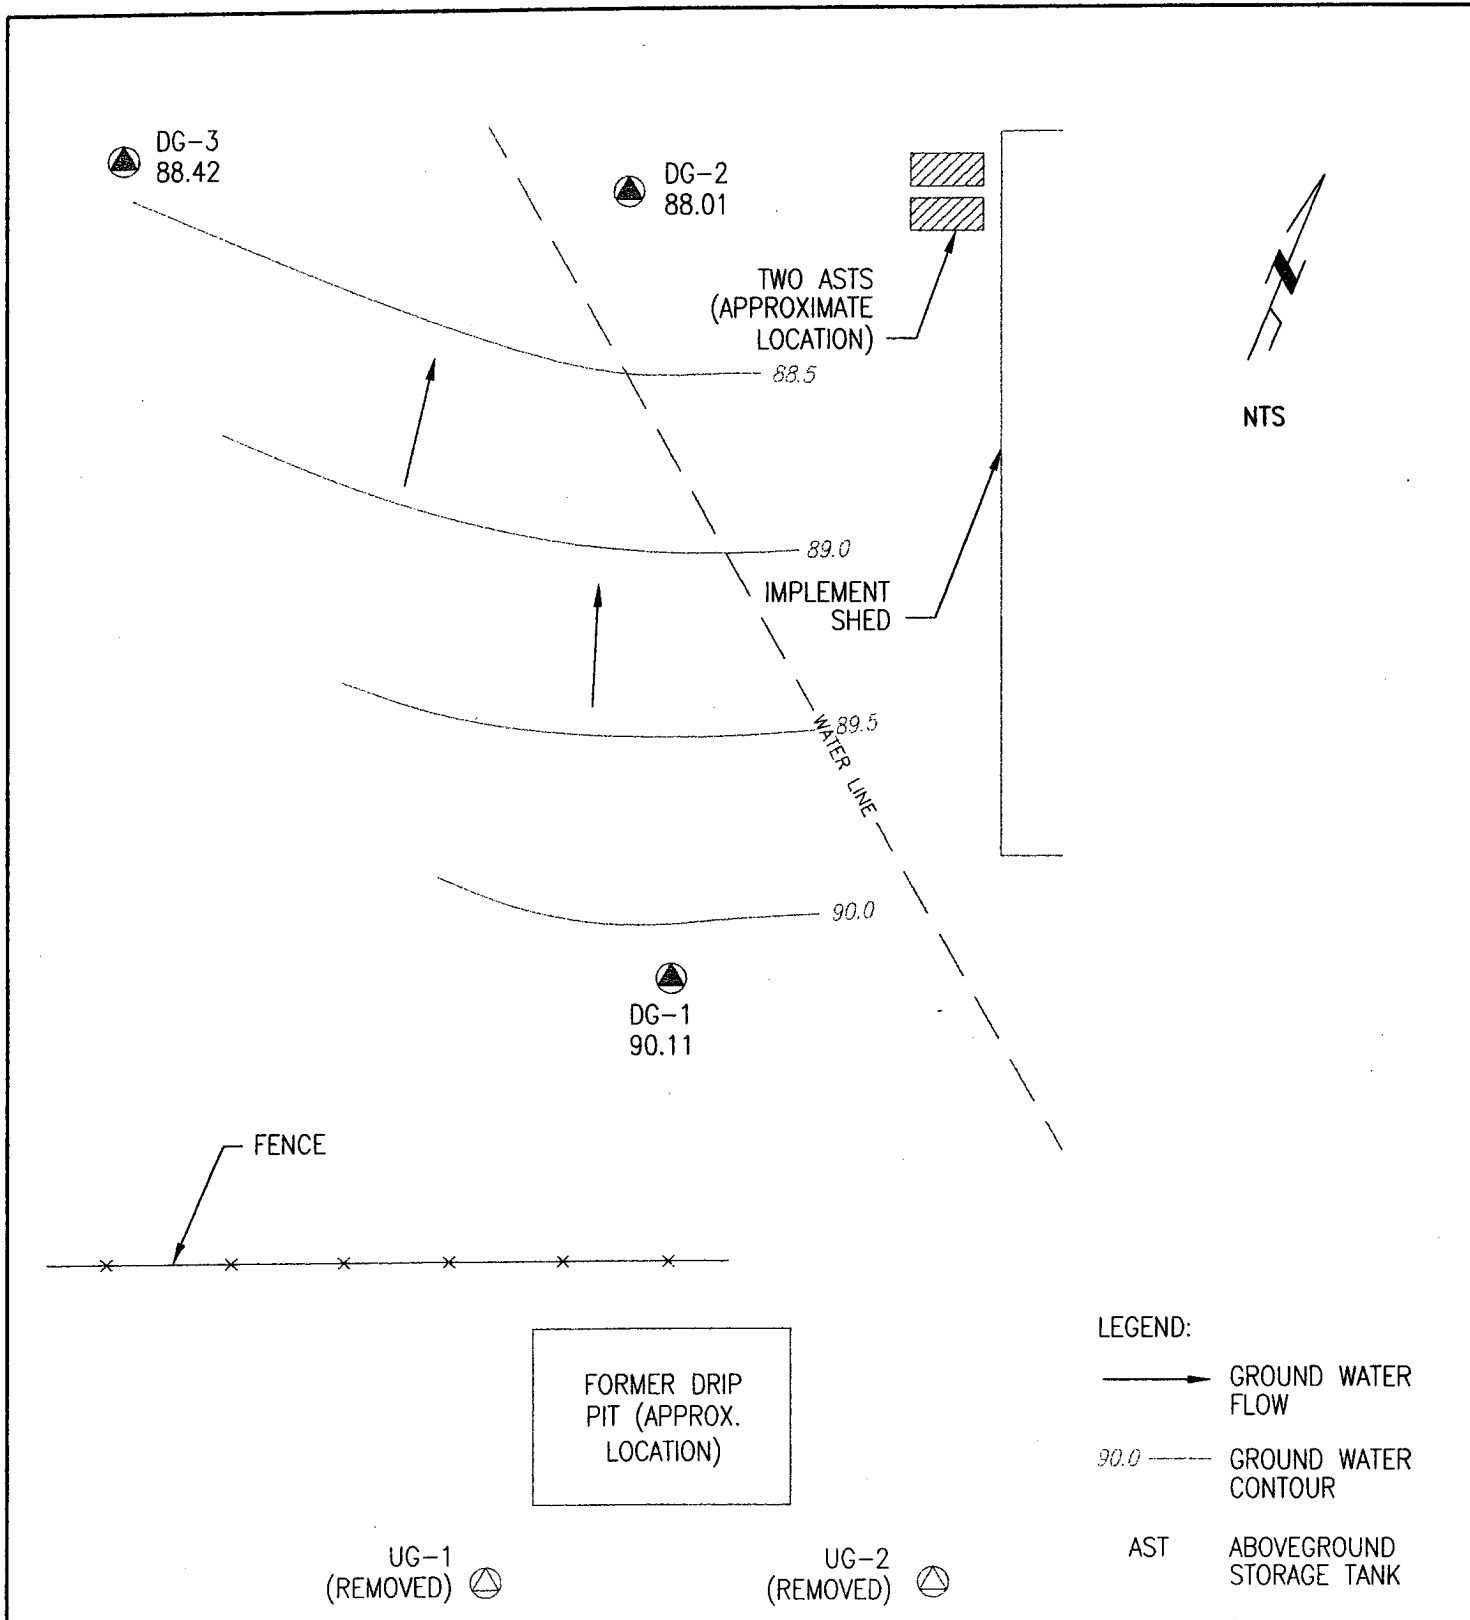 DG-3
88.42
DG-2
88.01
TWO ASTS
(APPROXIMATE
LOCATION)
88.5
N
NTS
89.0
IMPLEMENT
SHED
89.5
WATER LINE
90.0
DG-1
90.11
FENCE
FORMER DRIP
PIT (APPROX.
LOCATION)
LEGEND:
GROUND WATER
FLOW
90.0
GROUND WATER
CONTOUR
AST
ABOVEGROUND
STORAGE TANK
UG-1
(REMOVED)
UG-2
(REMOVED)